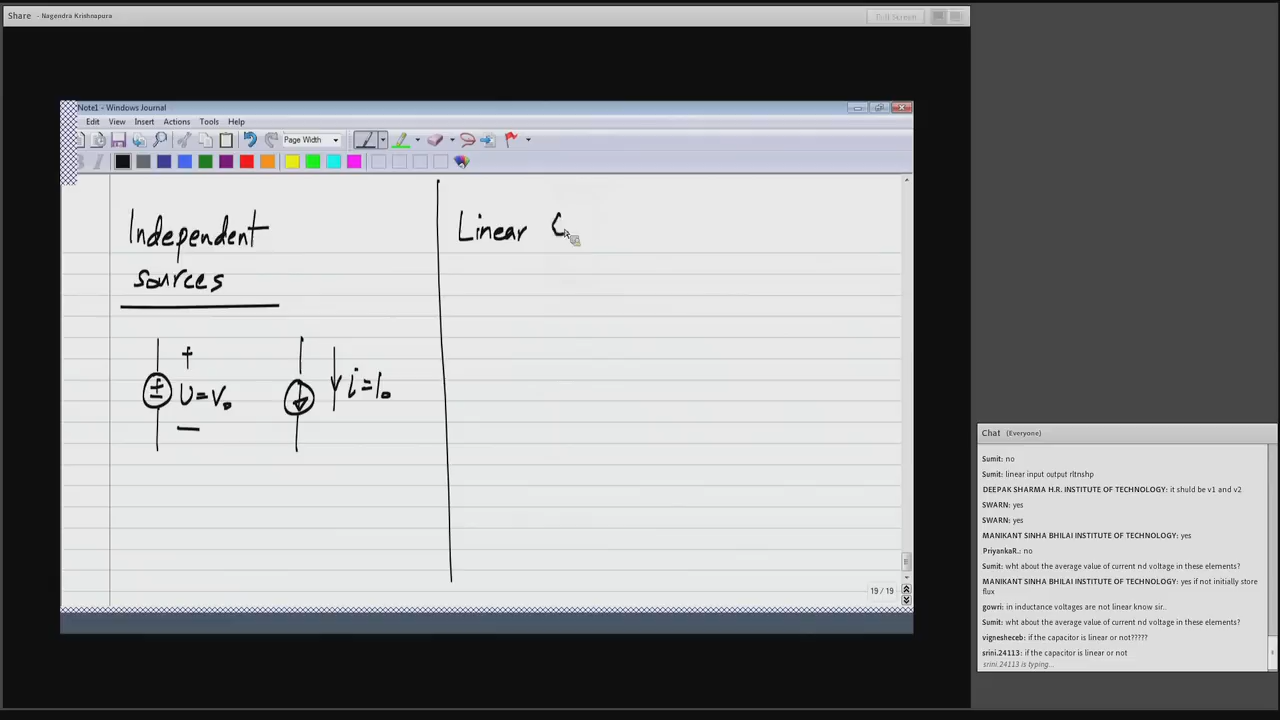 Share - Nagendra Krishnapura
Full Screen
Note1 - Windows Journal
Edit View Insert Actions Tools Help
Page Width
Independent
sources
Linear
+
±
v=V₀
i=I₀
19 / 19
Chat (Everyone)
Sumit: no
Sumit: linear input output rltnshp
DEEPAK SHARMA H.R. INSTITUTE OF TECHNOLOGY: it shuld be v1 and v2
SWARN: yes
SWARN: yes
MANIKANT SINHA BHILAI INSTITUTE OF TECHNOLOGY: yes
PriyankaR.: no
Sumit: wht about the average value of current nd voltage in these elements?
MANIKANT SINHA BHILAI INSTITUTE OF TECHNOLOGY: yes if not initially store
flux
gowri: in inductance voltages are not linear know sir..
Sumit: wht about the average value of current nd voltage in these elements?
vignesheceb: if the capacitor is linear or not?????
srini.24113: if the capacitor is linear or not
srini.24113 is typing...